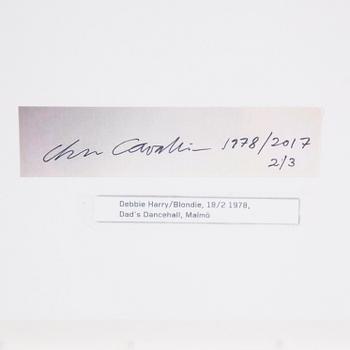 1978/2017
2/3
Debbie Harry/Blondie, 18/2 1978,
Dad's Dancehall, Malmö